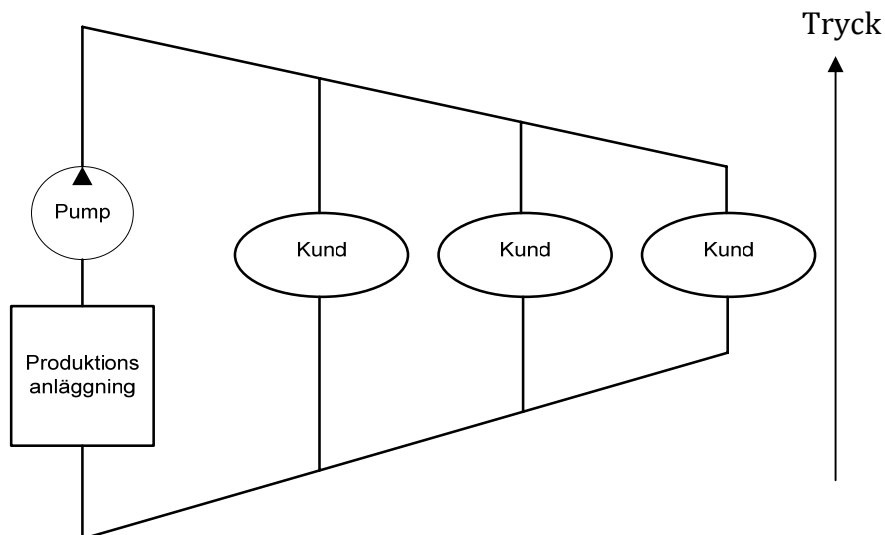 Tryck
Pump
Kund
Kund
Kund
Produktions
anläggning